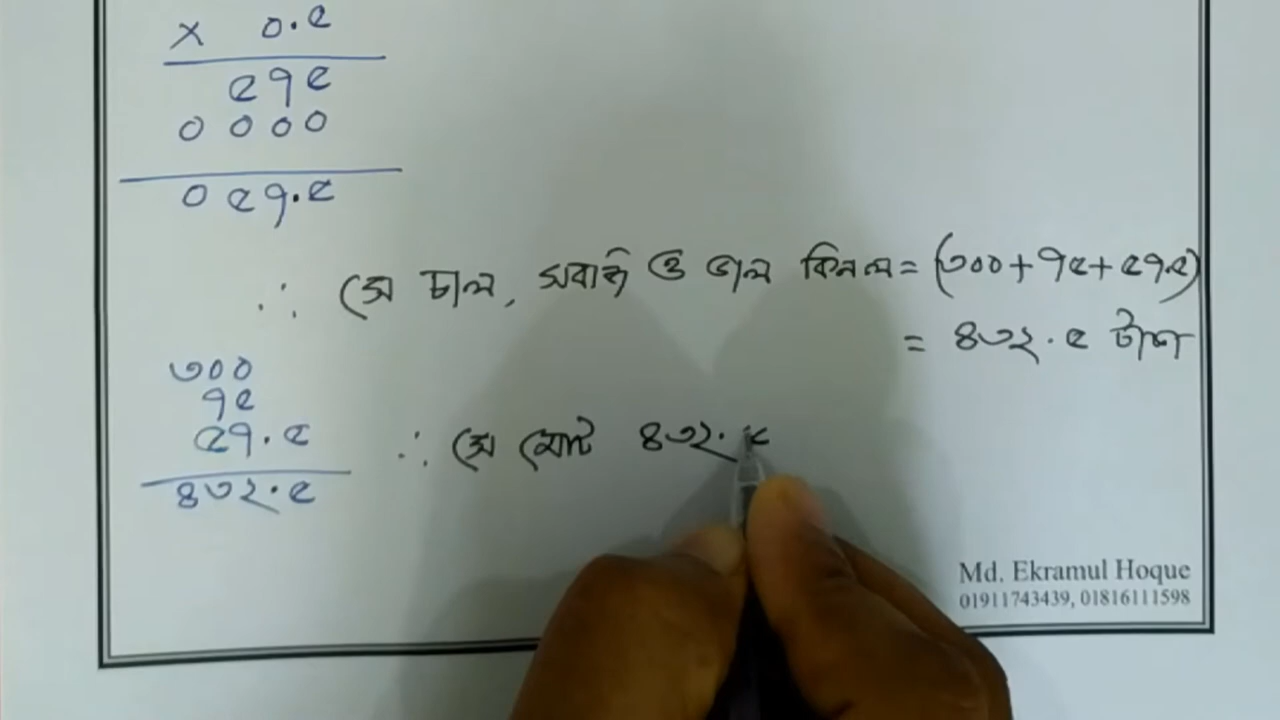 × ০.৫
৫৭৫
০০০০
০৫৭.৫
∴ সে চাল, সবজি ও ডাল কিনল = (৩০০+৭৫+৫৭.৫)
= ৪৩২.৫ টাকা
৩০০
৭৫
৫৭.৫
৪৩২.৫
∴ সে মোট ৪৩২.৫
Md. Ekramul Hoque
01911743439, 01816111598